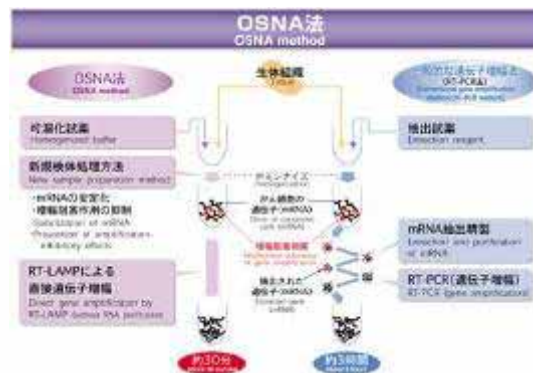 OSNA法
OSNA method
OSNA法
OSNA method
生体組織
Tissue
一般的な遺伝子増幅法
(RT-PCR法)
可溶化試薬
Homogenized buffer
抽出試薬
Extraction reagent
新規検体処理方法
New sample preparation method
ホモジナイズ
・mRNAの安定化
・増幅阻害作用の抑制
Stabilization of mRNA
Prevention of amplification-
inhibitory effects
がん細胞の
遺伝子(mRNA)
増幅阻害物質
mRNA抽出精製
Extraction and purification
of mRNA
抽出された
遺伝子(mRNA)
RT-LAMPによる
直接遺伝子増幅
Direct gene amplification by
RT-LAMP
RT-PCR(遺伝子増幅)
RT-PCR (gene amplification)
約30分
約3時間